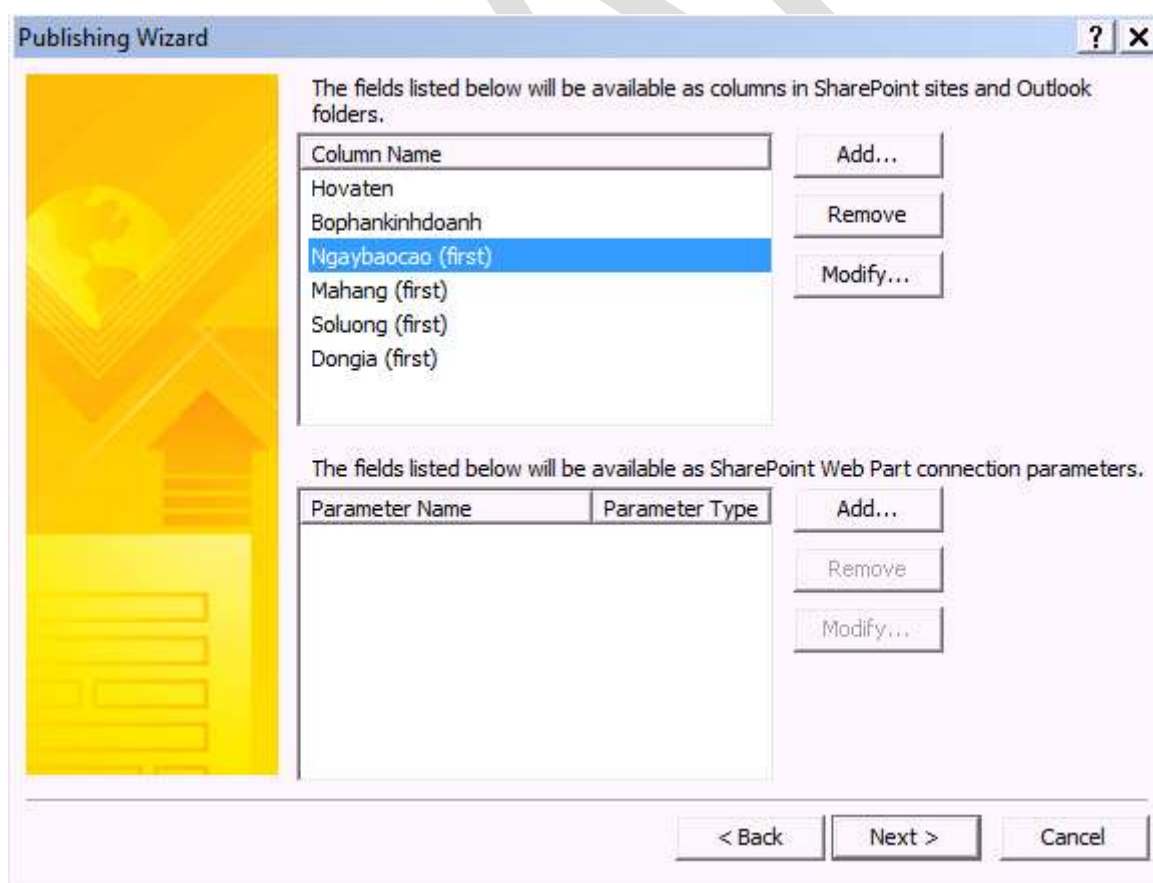 Publishing Wizard
? X
The fields listed below will be available as columns in SharePoint sites and Outlook
folders.
Column Name
Add...
Hovaten
Bophankinhdoanh
Remove
Ngaybaocao (first)
Modify...
Mahang (first)
Soluong (first)
Dongia (first)
The fields listed below will be available as SharePoint Web Part connection parameters.
Parameter Name Parameter Type
Add...
Remove
Modify...
< Back Next > Cancel